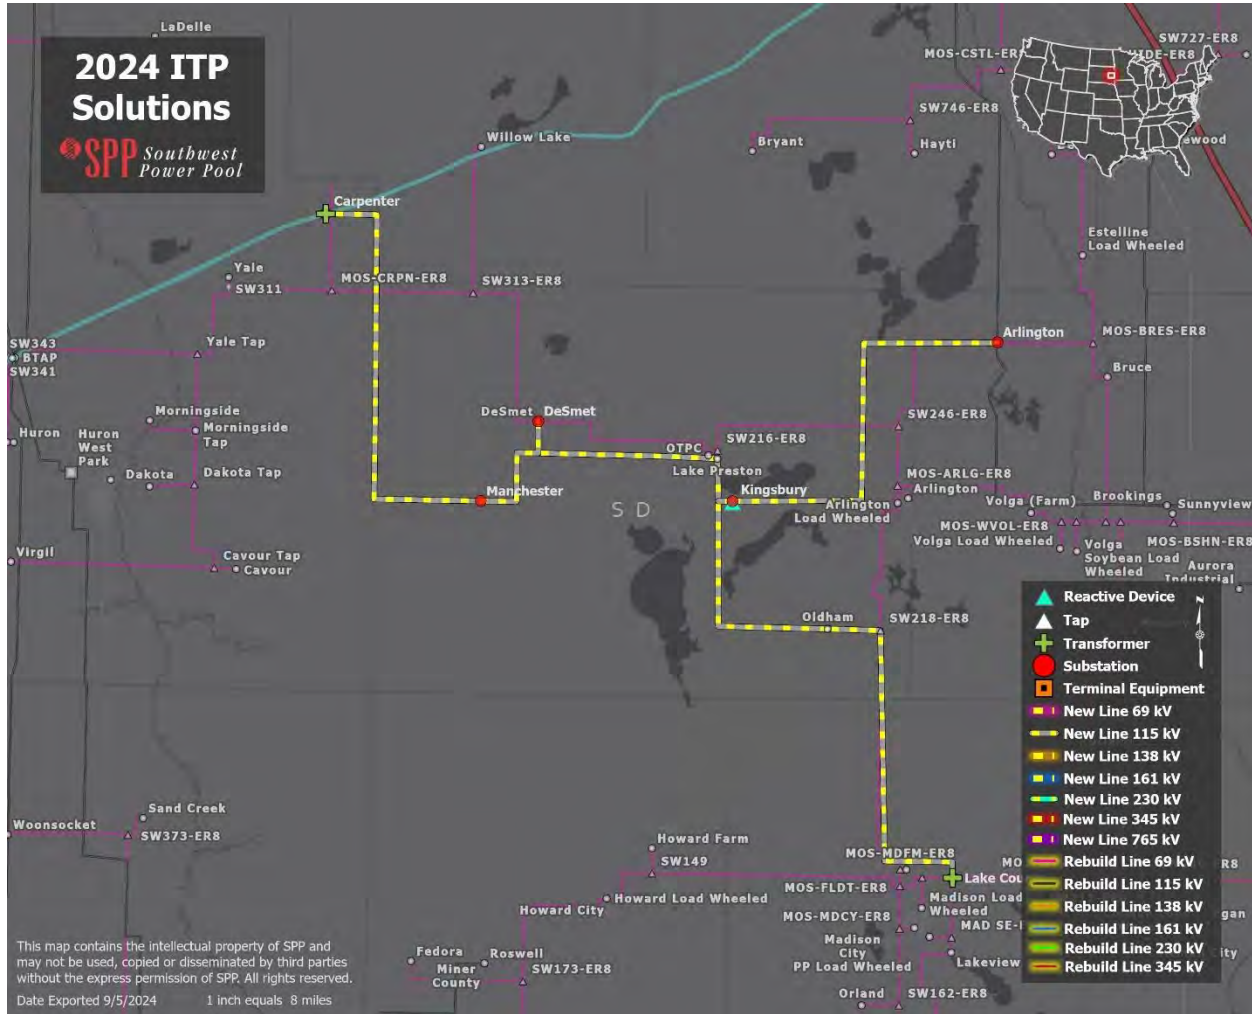 LaDelle
2024 ITP
Solutions
SPP Southwest
Power Pool
SW727-ER8
SW746-ER8
Willow Lake
Bryant
Hayti
Carpenter
Estelline
Load Wheeled
Yale
SW311
MOS-CRPN-ER8
SW313-ER8
SW343
BTAP
SW341
Yale Tap
Arlington
MOS-BRES-ER8
Bruce
Morningside
Morningside
Tap
Huron
Huron
West
Park
Dakota
Dakota Tap
DeSmet
DeSmet
SW246-ER8
SW216-ER8
OTPC
Lake Preston
MOS-ARLG-ER8
Arlington
Manchester
Kingsbury
Arlington
Load Wheeled
S D
Volga (Farm)
Brookings
Sunnyview
MOS-WVOL-ER8
Volga Load Wheeled
Volga
Soybean Load
Wheeled
MOS-BSHN-ER8
Aurora
Industrial
Virgil
Cavour Tap
Cavour
Oldham
SW218-ER8
N
Reactive Device
Tap
Transformer
Substation
Terminal Equipment
New Line 69 kV
New Line 115 kV
New Line 138 kV
New Line 161 kV
New Line 230 kV
New Line 345 kV
New Line 765 kV
Rebuild Line 69 kV
Rebuild Line 115 kV
Rebuild Line 138 kV
Rebuild Line 161 kV
Rebuild Line 230 kV
Rebuild Line 345 kV
Sand Creek
Woonsocket
SW373-ER8
Howard Farm
SW149
MOS-MDFM-ER8
MOS-FLDT-ER8
Howard Load Wheeled
Howard City
Madison Load
Wheeled
MOS-MDCY-ER8
Madison
City
PP Load Wheeled
Lakeview
Fedora
Miner
County
Roswell
SW173-ER8
Orland
SW162-ER8
This map contains the intellectual property of SPP and
may not be used, copied or disseminated by third parties
without the express permission of SPP. All rights reserved.
Date Exported 9/5/2024 1 inch equals 8 miles